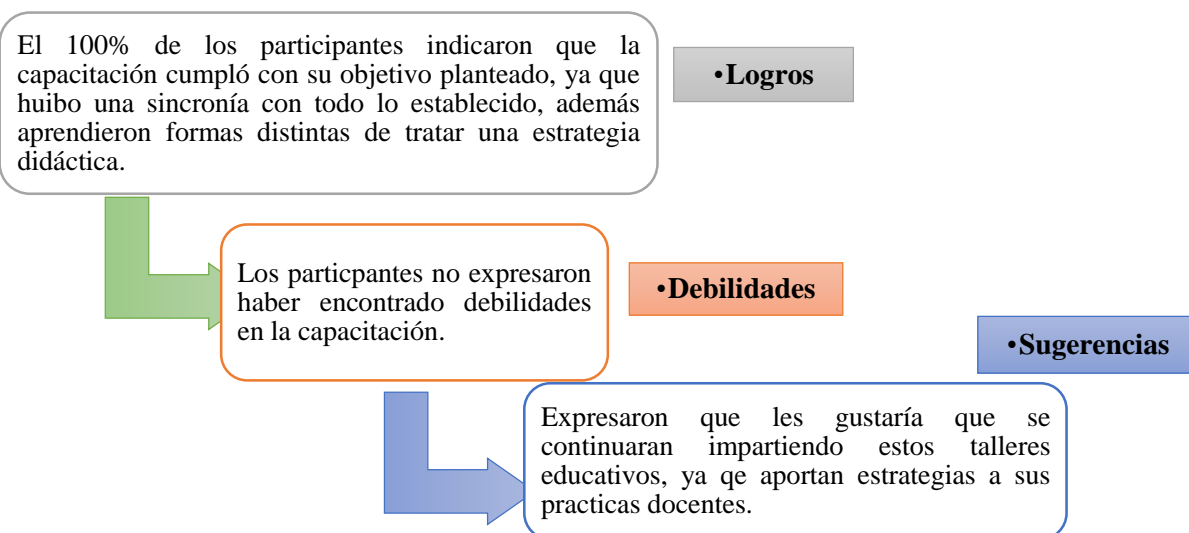 El 100% de los participantes indicaron que la
capacitación cumpló con su objetivo planteado, ya que
huibo una sincronía con todo lo establecido, además
aprendieron formas distintas de tratar una estrategia
didáctica.
•Logros
Los particpantes no expresaron
haber encontrado debilidades
en la capacitación.
•Debilidades
•Sugerencias
Expresaron que les gustaría que se
continuaran impartiendo estos talleres
educativos, ya qe aportan estrategias a sus
practicas docentes.